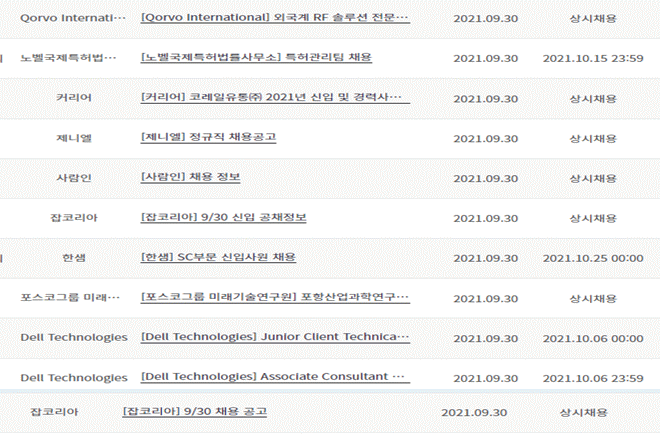 Qorvo Internati··· [Qorvo International] 외국계 RF 솔루션 전문··· 2021.09.30 상시채용
노벨국제특허법··· [노벨국제특허법률사무소] 특허관리팀 채용 2021.09.30 2021.10.15 23:59
커리어 [커리어] 코레일유통㈜ 2021년 신입 및 경력사··· 2021.09.30 상시채용
제니엘 [제니엘] 정규직 채용공고 2021.09.30 상시채용
사람인 [사람인] 채용 정보 2021.09.30 상시채용
잡코리아 [잡코리아] 9/30 신입 공채정보 2021.09.30 상시채용
한샘 [한샘] SC부문 신입사원 채용 2021.09.30 2021.10.25 00:00
포스코그룹 미래··· [포스코그룹 미래기술연구원] 포항산업과학연구··· 2021.09.30 상시채용
Dell Technologies [Dell Technologies] Junior Client Technica··· 2021.09.30 2021.10.06 00:00
Dell Technologies [Dell Technologies] Associate Consultant ··· 2021.09.30 2021.10.06 23:59
잡코리아 [잡코리아] 9/30 채용 공고 2021.09.30 상시채용